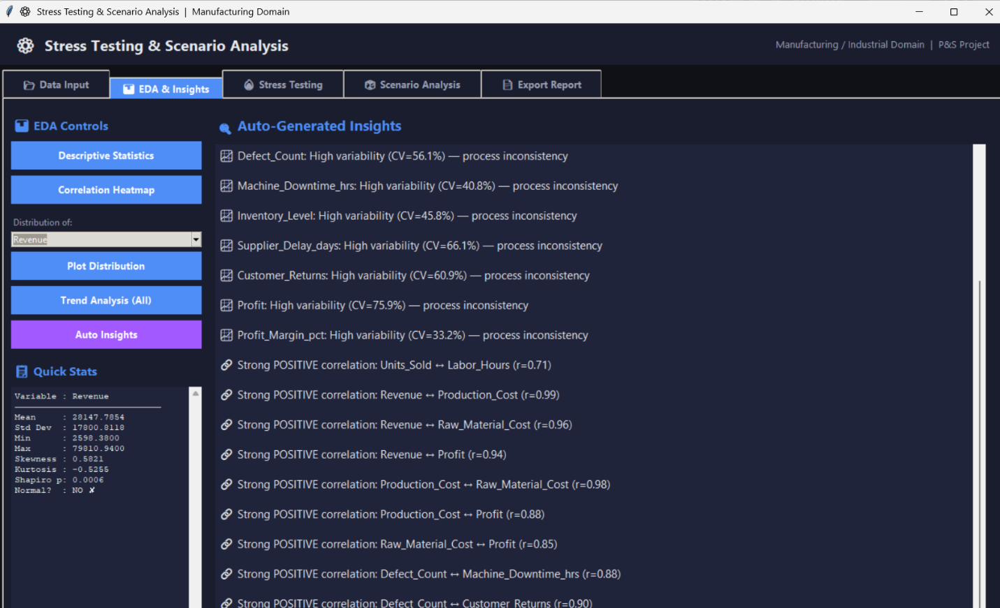 Stress Testing & Scenario Analysis | Manufacturing Domain
Stress Testing & Scenario Analysis
Manufacturing / Industrial Domain | P&S Project
Data Input
EDA & Insights
Stress Testing
Scenario Analysis
Export Report
EDA Controls
Descriptive Statistics
Correlation Heatmap
Distribution of:
Revenue
Plot Distribution
Trend Analysis (All)
Auto Insights
Quick Stats
Variable : Revenue
Mean : 28147.7854
Std Dev : 17800.8118
Min : 2598.3800
Max : 79810.9400
Skewness : 0.5821
Kurtosis : -0.5255
Shapiro p: 0.0006
Normal? : NO ✘
Auto-Generated Insights
Defect_Count: High variability (CV=56.1%) — process inconsistency
Machine_Downtime_hrs: High variability (CV=40.8%) — process inconsistency
Inventory_Level: High variability (CV=45.8%) — process inconsistency
Supplier_Delay_days: High variability (CV=66.1%) — process inconsistency
Customer_Returns: High variability (CV=60.9%) — process inconsistency
Profit: High variability (CV=75.9%) — process inconsistency
Profit_Margin_pct: High variability (CV=33.2%) — process inconsistency
Strong POSITIVE correlation: Units_Sold ↔ Labor_Hours (r=0.71)
Strong POSITIVE correlation: Revenue ↔ Production_Cost (r=0.99)
Strong POSITIVE correlation: Revenue ↔ Raw_Material_Cost (r=0.96)
Strong POSITIVE correlation: Revenue ↔ Profit (r=0.94)
Strong POSITIVE correlation: Production_Cost ↔ Raw_Material_Cost (r=0.98)
Strong POSITIVE correlation: Production_Cost ↔ Profit (r=0.88)
Strong POSITIVE correlation: Raw_Material_Cost ↔ Profit (r=0.85)
Strong POSITIVE correlation: Defect_Count ↔ Machine_Downtime_hrs (r=0.88)
Strong POSITIVE correlation: Defect_Count ↔ Customer_Returns (r=0.90)